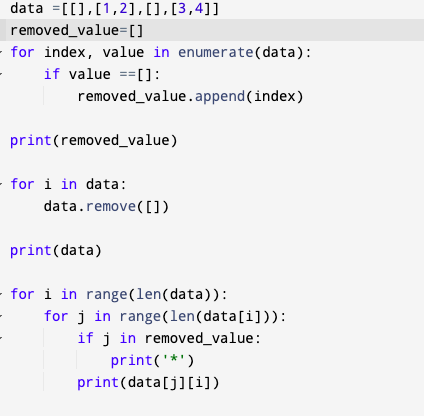 data =[[],[1,2],[],[3,4]]
removed_value=[]
for index, value in enumerate(data):
    if value ==[]:
        removed_value.append(index)

print(removed_value)

for i in data:
    data.remove([])

print(data)

for i in range(len(data)):
    for j in range(len(data[i])):
        if j in removed_value:
            print('*')
        print(data[j][i])